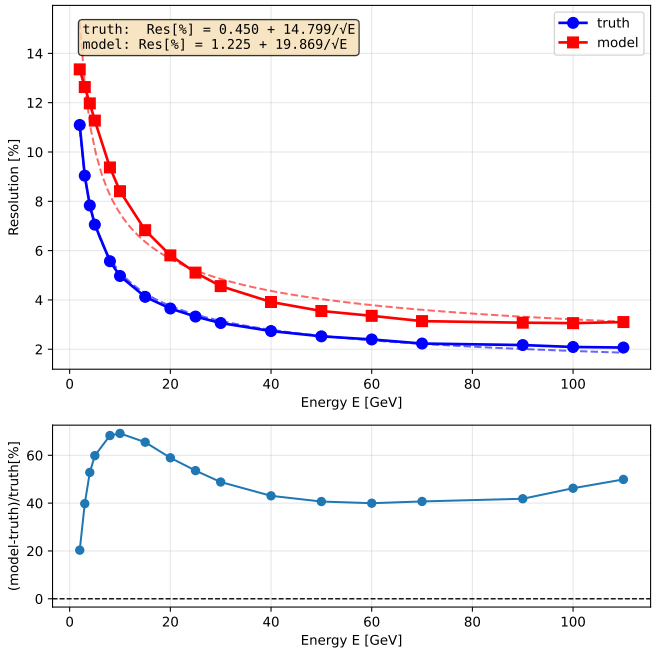 truth:  Res[%] = 0.450 + 14.799/√E
model: Res[%] = 1.225 + 19.869/√E
truth
model
14
12
10
8
6
4
2
Resolution [%]
0 20 40 60 80 100
Energy E [GeV]
60
40
20
0
(model-truth)/truth[%]
0 20 40 60 80 100
Energy E [GeV]